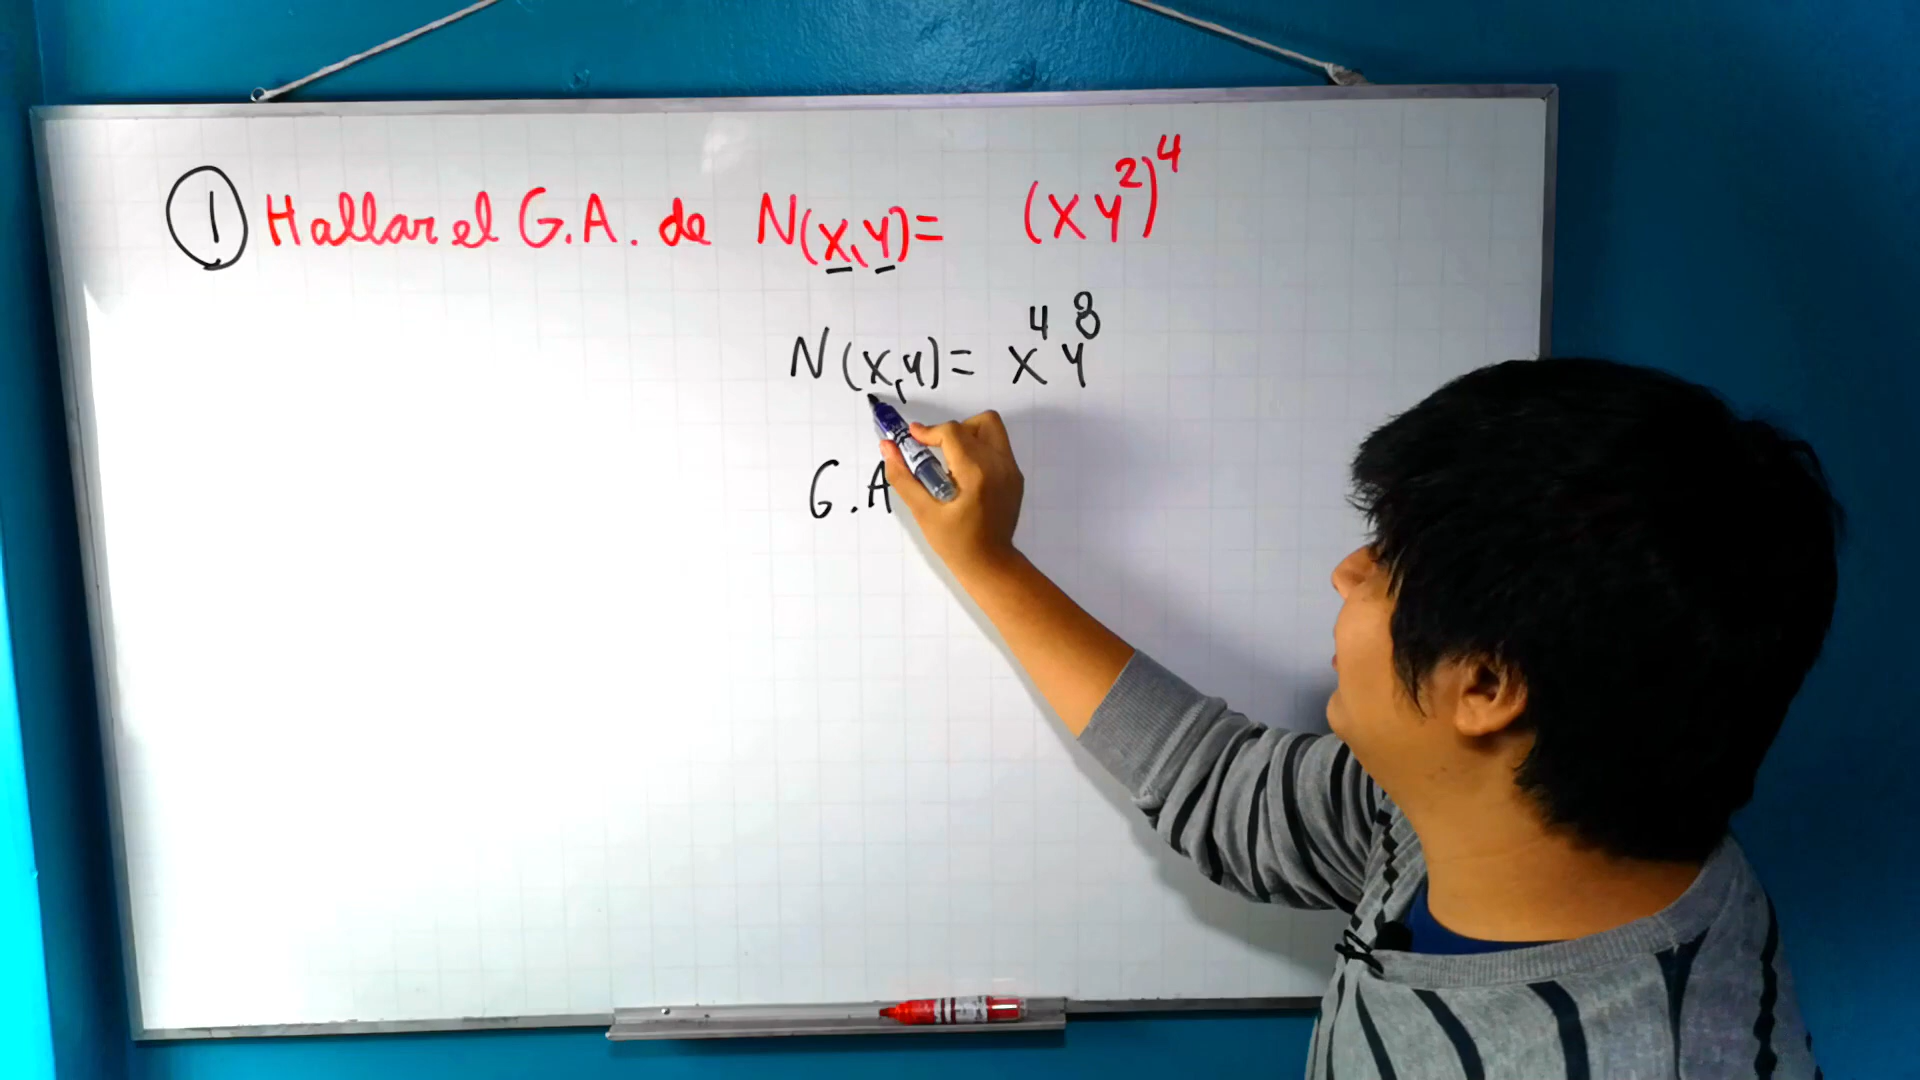 ① Hallar el G.A. de N(x,y)= (xy²)⁴
N(x,y)= x⁴y⁸
G.A